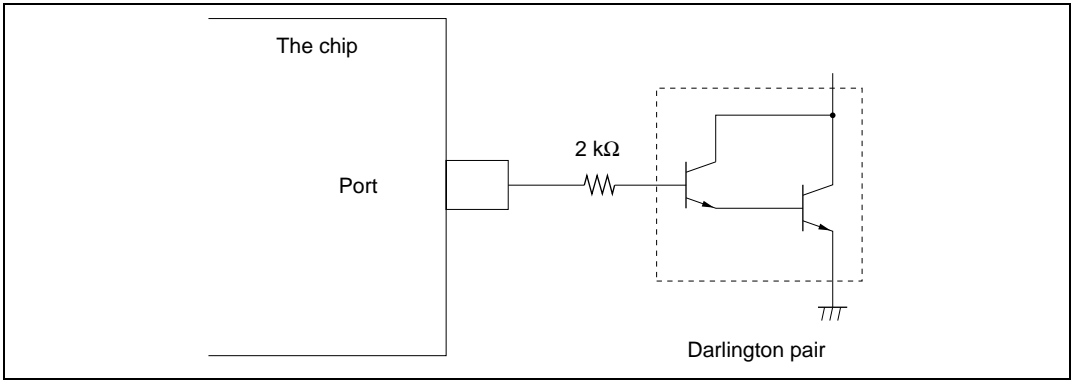 The chip
2 kΩ
Port
Darlington pair